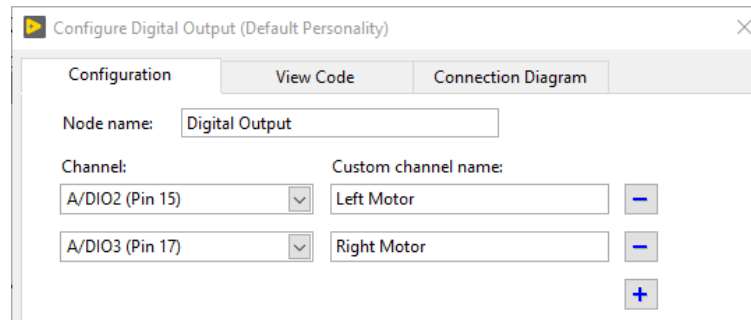 Configure Digital Output (Default Personality)
Configuration View Code Connection Diagram
Node name: Digital Output
Channel: Custom channel name:
A/DIO2 (Pin 15) Left Motor
A/DIO3 (Pin 17) Right Motor